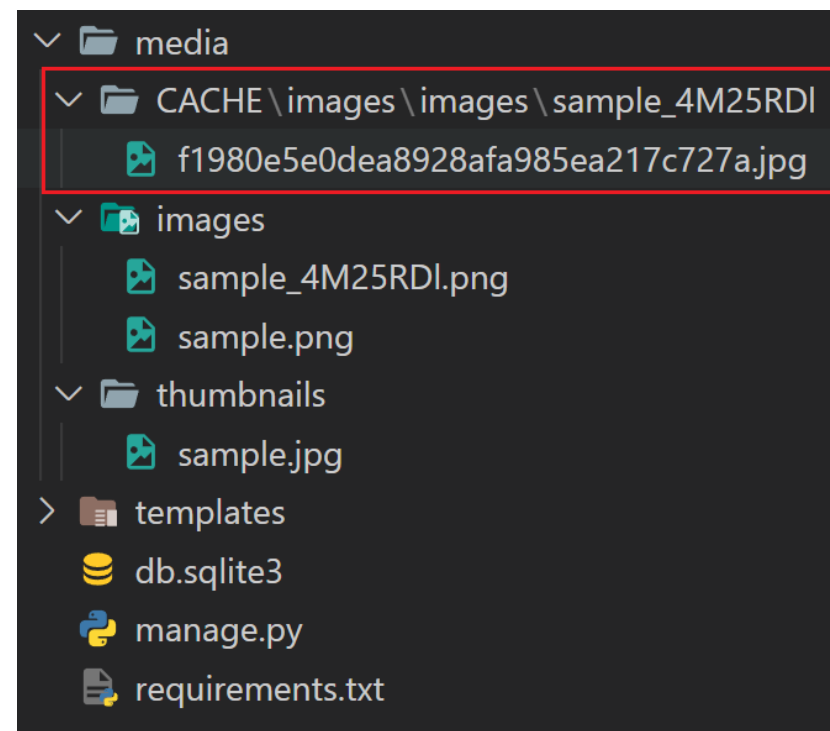 media
CACHE\images\images\sample_4M25RDl
f1980e5e0dea8928afa985ea217c727a.jpg
images
sample_4M25RDl.png
sample.png
thumbnails
sample.jpg
templates
db.sqlite3
manage.py
requirements.txt